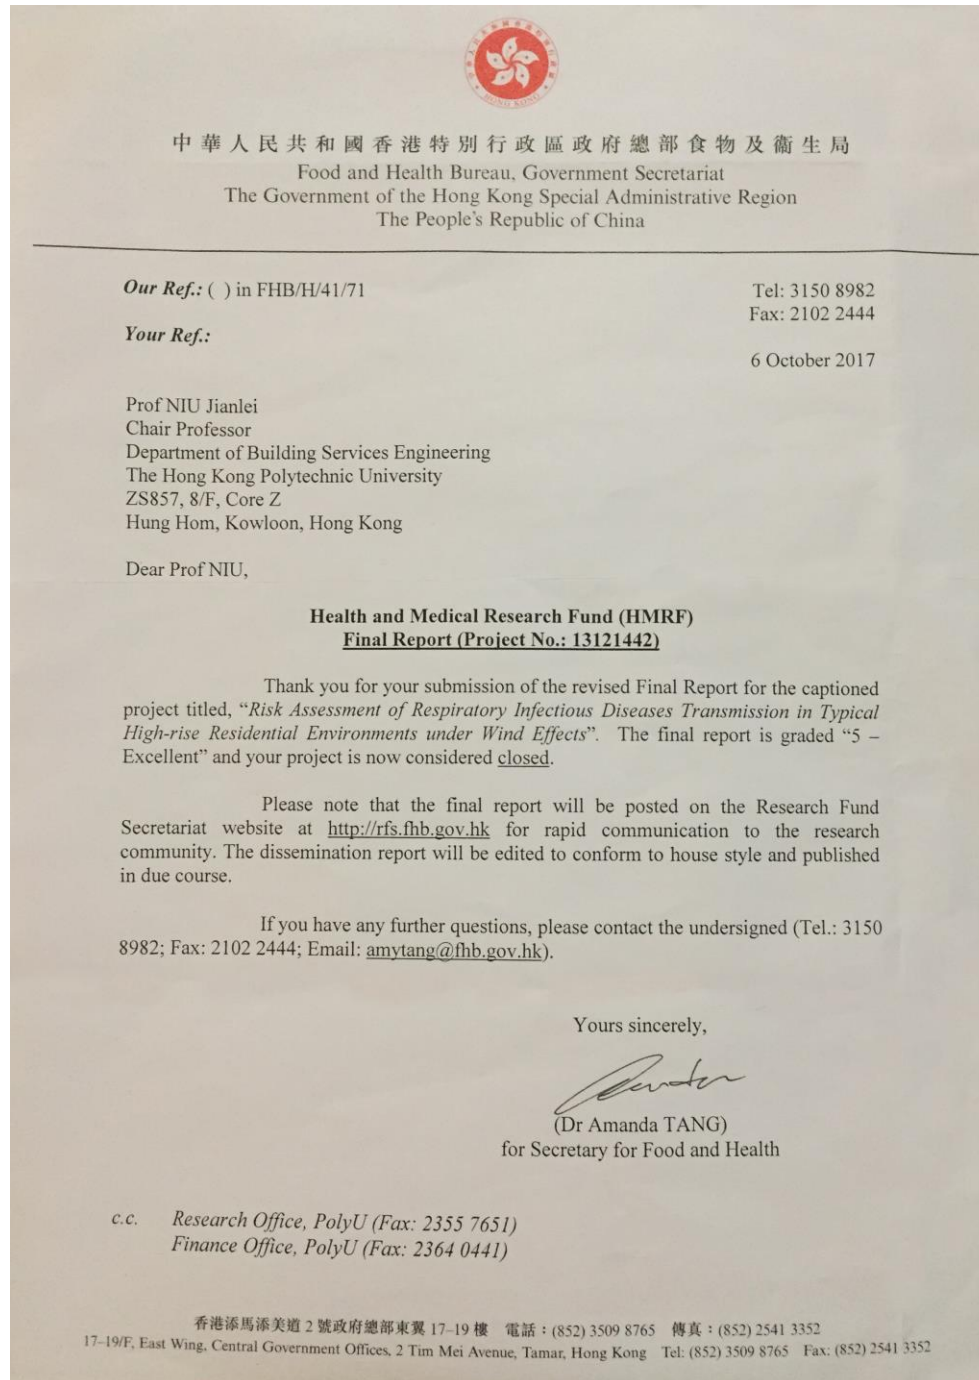 中華人民共和國香港特別行政區政府總部食物及衞生局
Food and Health Bureau, Government Secretariat
The Government of the Hong Kong Special Administrative Region
The People's Republic of China
Our Ref.: ( ) in FHB/H/41/71
Tel: 3150 8982
Fax: 2102 2444
Your Ref.:
6 October 2017
Prof NIU Jianlei
Chair Professor
Department of Building Services Engineering
The Hong Kong Polytechnic University
ZS857, 8/F, Core Z
Hung Hom, Kowloon, Hong Kong
Dear Prof NIU,
Health and Medical Research Fund (HMRF)
Final Report (Project No.: 13121442)
Thank you for your submission of the revised Final Report for the captioned
project titled, “Risk Assessment of Respiratory Infectious Diseases Transmission in Typical
High-rise Residential Environments under Wind Effects”. The final report is graded “5 –
Excellent” and your project is now considered closed.
Please note that the final report will be posted on the Research Fund
Secretariat website at http://rfs.fhb.gov.hk for rapid communication to the research
community. The dissemination report will be edited to conform to house style and published
in due course.
If you have any further questions, please contact the undersigned (Tel.: 3150
8982; Fax: 2102 2444; Email: amytang@fhb.gov.hk).
Yours sincerely,
(Dr Amanda TANG)
for Secretary for Food and Health
c.c. Research Office, PolyU (Fax: 2355 7651)
Finance Office, PolyU (Fax: 2364 0441)
香港添馬添美道 2 號政府總部東翼 17–19 樓 電話：(852) 3509 8765 傳真：(852) 2541 3352
17–19/F, East Wing, Central Government Offices, 2 Tim Mei Avenue, Tamar, Hong Kong Tel: (852) 3509 8765 Fax: (852) 2541 3352